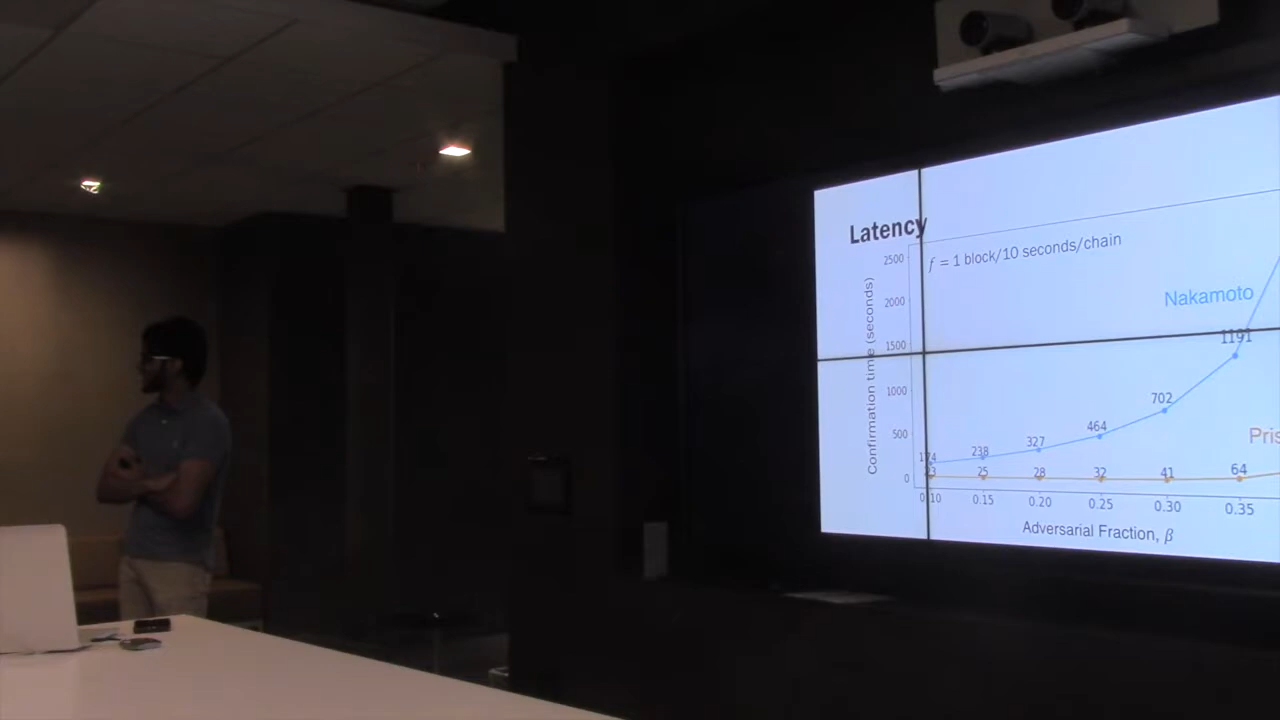 Latency
f = 1 block/10 seconds/chain
Confirmation time (seconds)
2500
2000
1500
1000
500
0
Nakamoto
1191
702
464
327
238
174
Pris
23 25 28 32 41 64
0.10 0.15 0.20 0.25 0.30 0.35
Adversarial Fraction, β